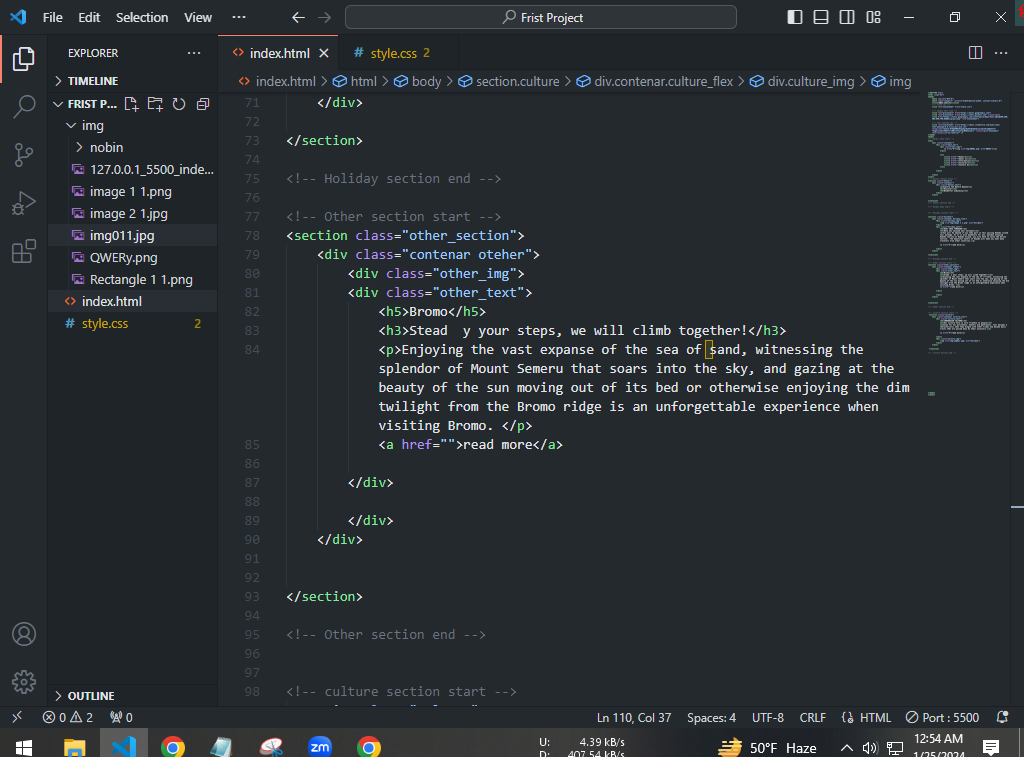 File Edit Selection View ··· Frist Project
EXPLORER ···
TIMELINE
FRIST P...
img
nobin
127.0.0.1_5500_inde...
image 1 1.png
image 2 1.jpg
img011.jpg
QWERy.png
Rectangle 1 1.png
index.html
style.css 2
OUTLINE
index.html style.css 2
index.html > html > body > section.culture > div.contenar.culture_flex > div.culture_img > img
71 </div>
72
73 </section>
74
75 <!-- Holiday section end -->
76
77 <!-- Other section start -->
78 <section class="other_section">
79 <div class="contenar oteher">
80 <div class="other_img">
81 <div class="other_text">
82 <h5>Bromo</h5>
83 <h3>Stead  y your steps, we will climb together!</h3>
84 <p>Enjoying the vast expanse of the sea of sand, witnessing the
splendor of Mount Semeru that soars into the sky, and gazing at the
beauty of the sun moving out of its bed or otherwise enjoying the dim
twilight from the Bromo ridge is an unforgettable experience when
visiting Bromo. </p>
85 <a href="">read more</a>
86
87 </div>
88
89 </div>
90 </div>
91
92
93 </section>
94
95 <!-- Other section end -->
96
97
98 <!-- culture section start -->
0 2 0 Ln 110, Col 37 Spaces: 4 UTF-8 CRLF HTML Port : 5500
zm U: 4.39 kB/s 50°F Haze 12:54 AM
D: 407.54 kB/s 1/25/2024